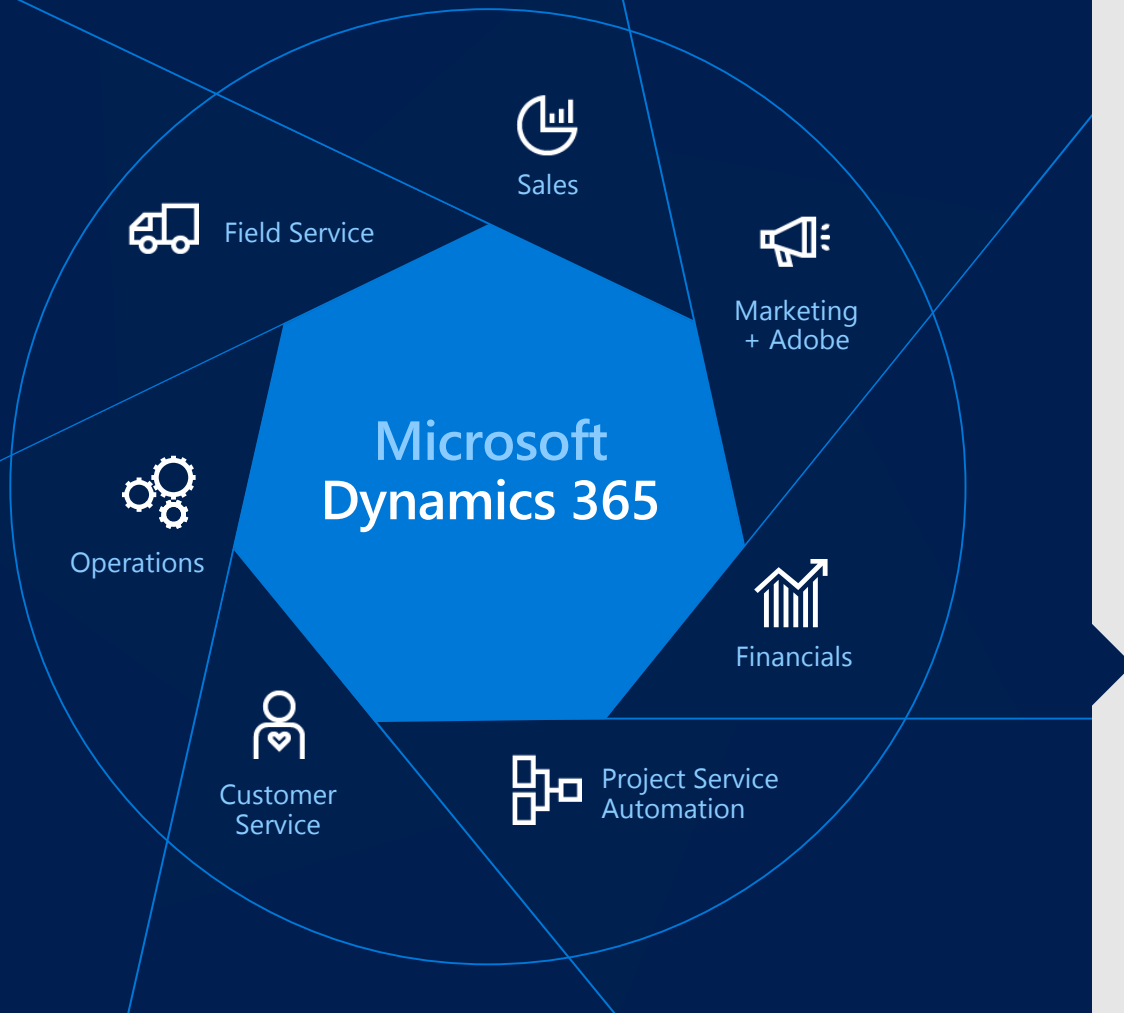 Sales
Field Service
Marketing
+ Adobe
Microsoft
Dynamics 365
Operations
Financials
Customer
Service
Project Service
Automation